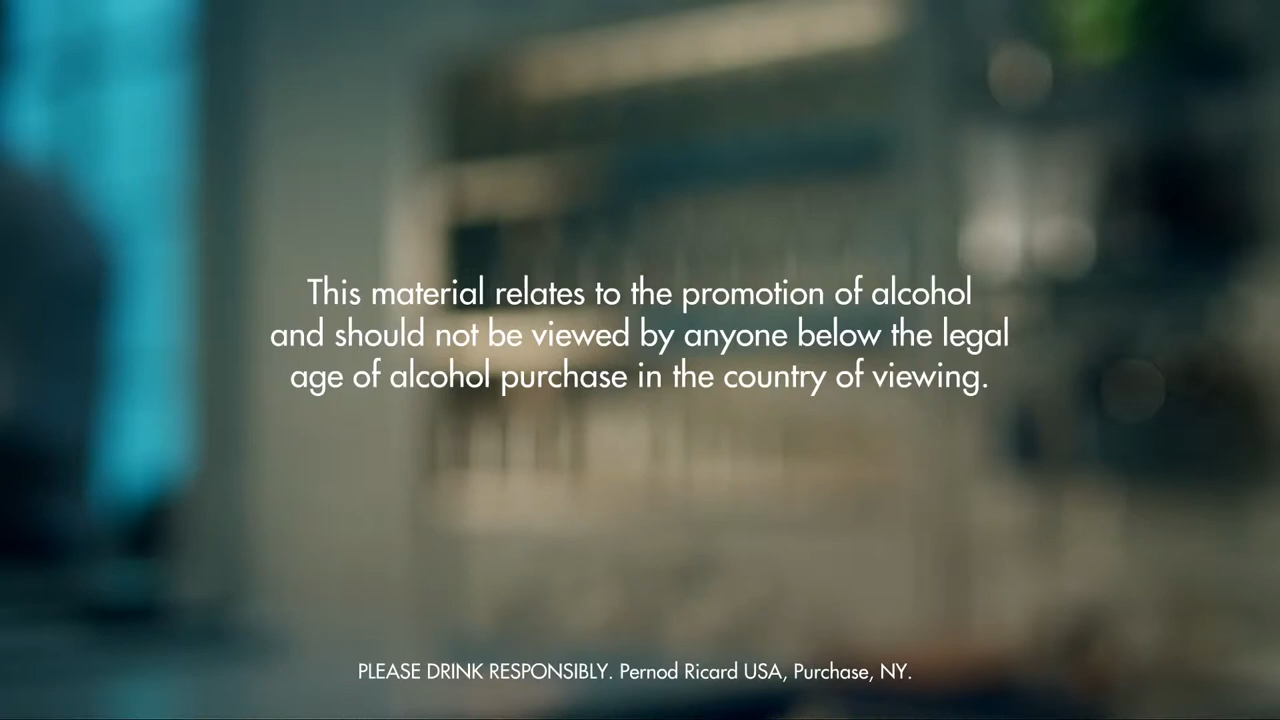 This material relates to the promotion of alcohol
and should not be viewed by anyone below the legal
age of alcohol purchase in the country of viewing.
PLEASE DRINK RESPONSIBLY. Pernod Ricard USA, Purchase, NY.